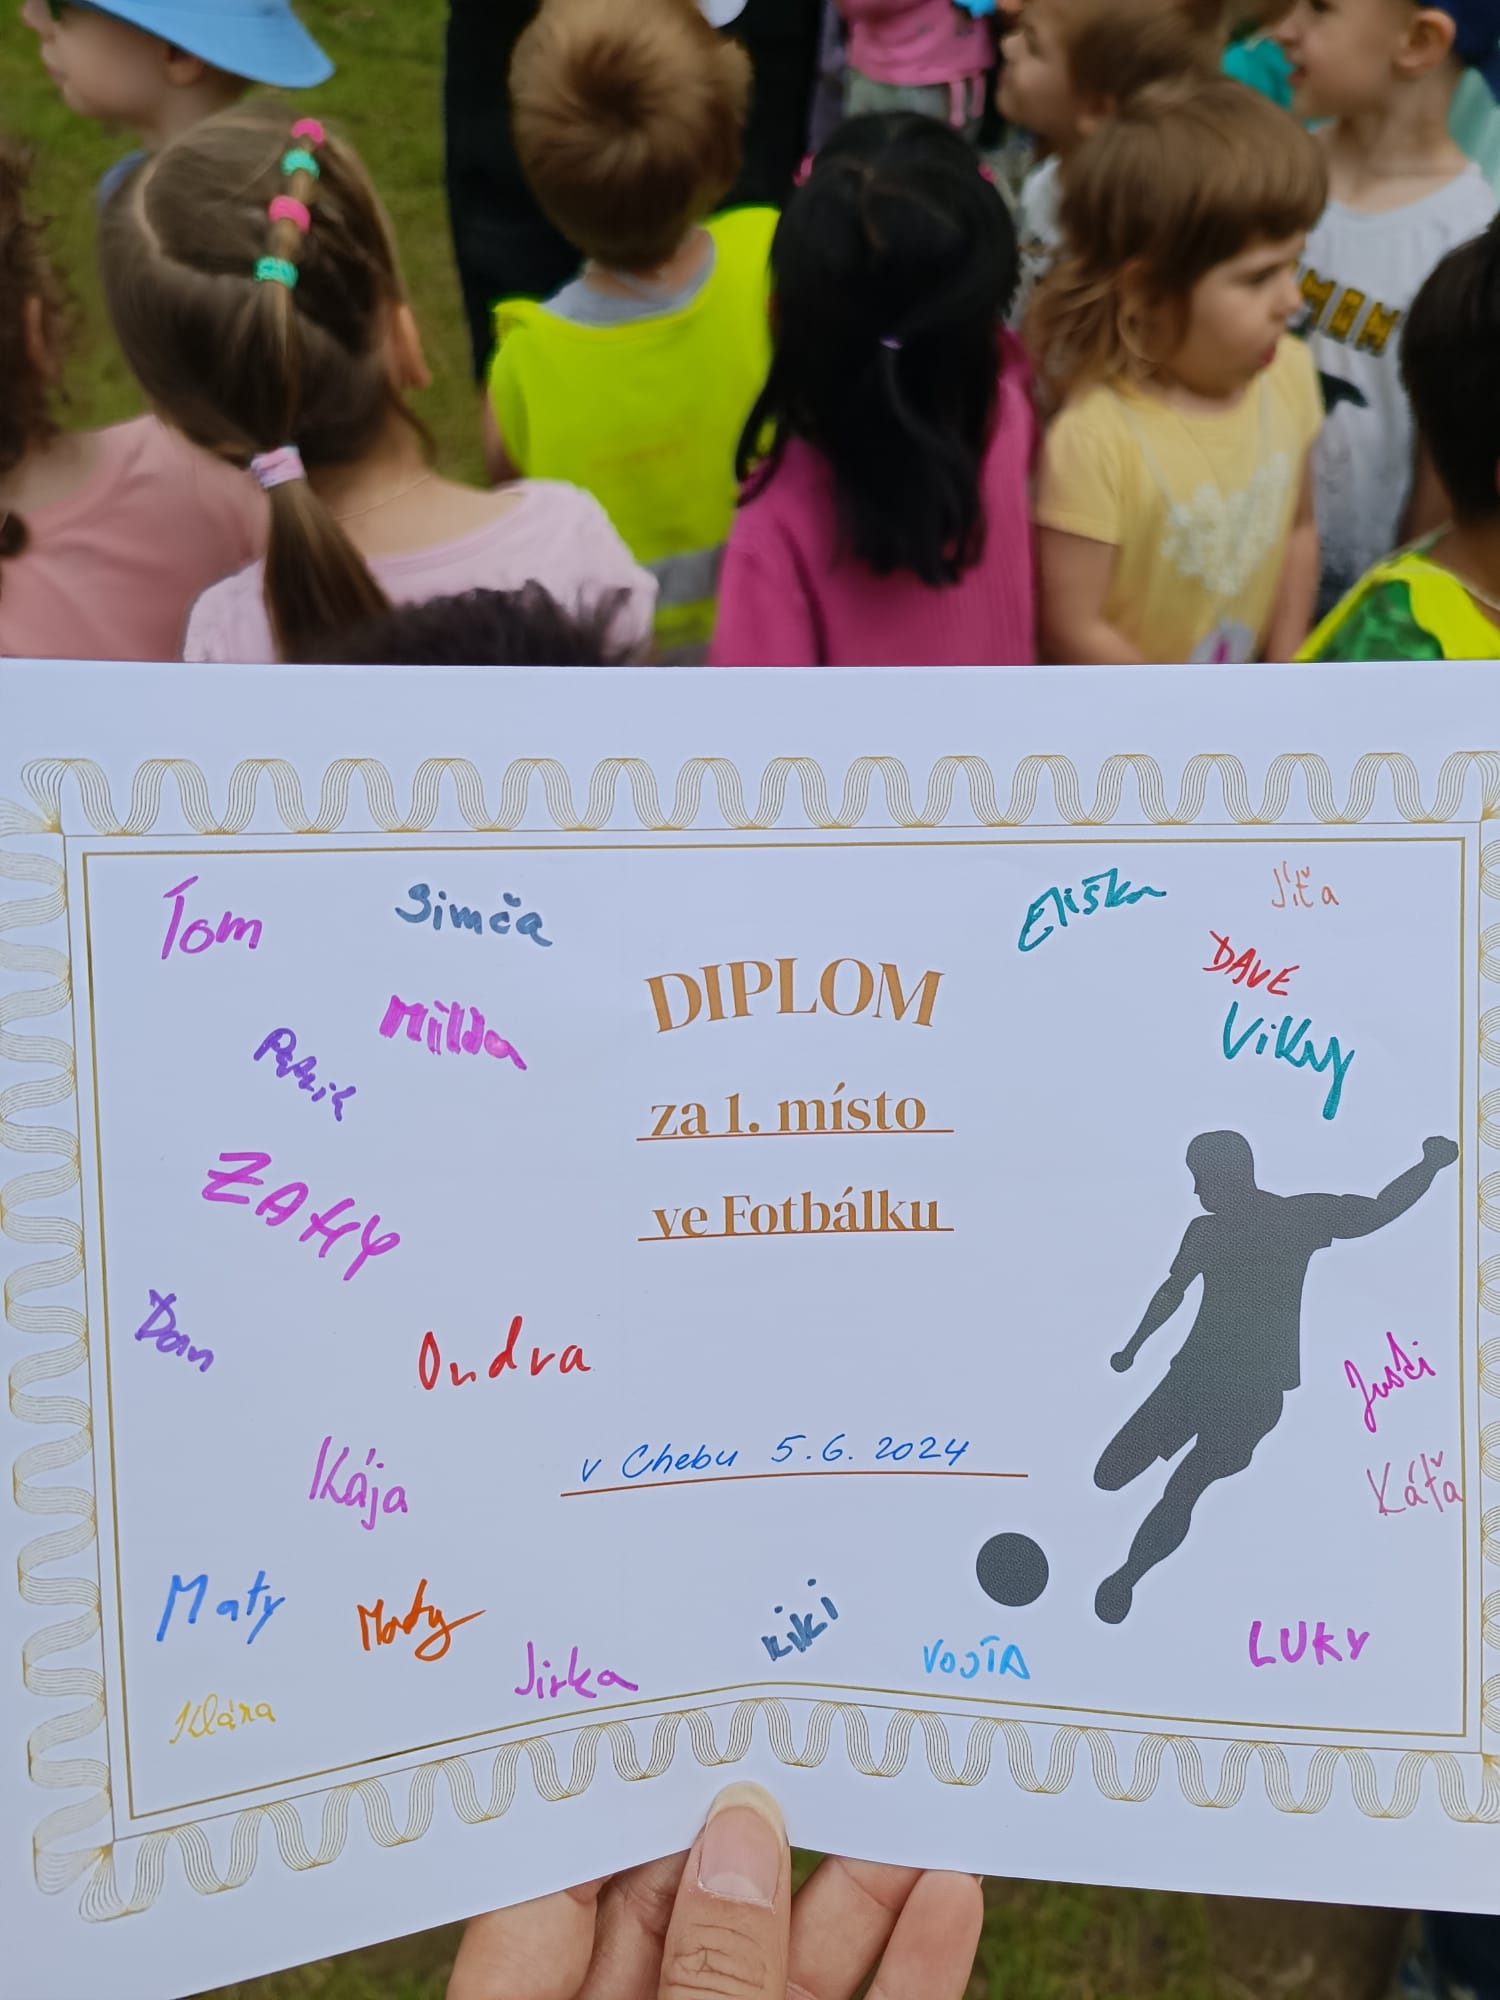 Tom
Simča
Eliška
Jíťa
DAVE
Milda
Viky
DIPLOM
za 1. místo
ZAHY
ve Fotbálku
Dan
Ondra
Justi
Kája
v Chebu 5.6.2024
Káťa
Maty
Maty
Kiki
VOJTA
LUKY
Jirka
Klára